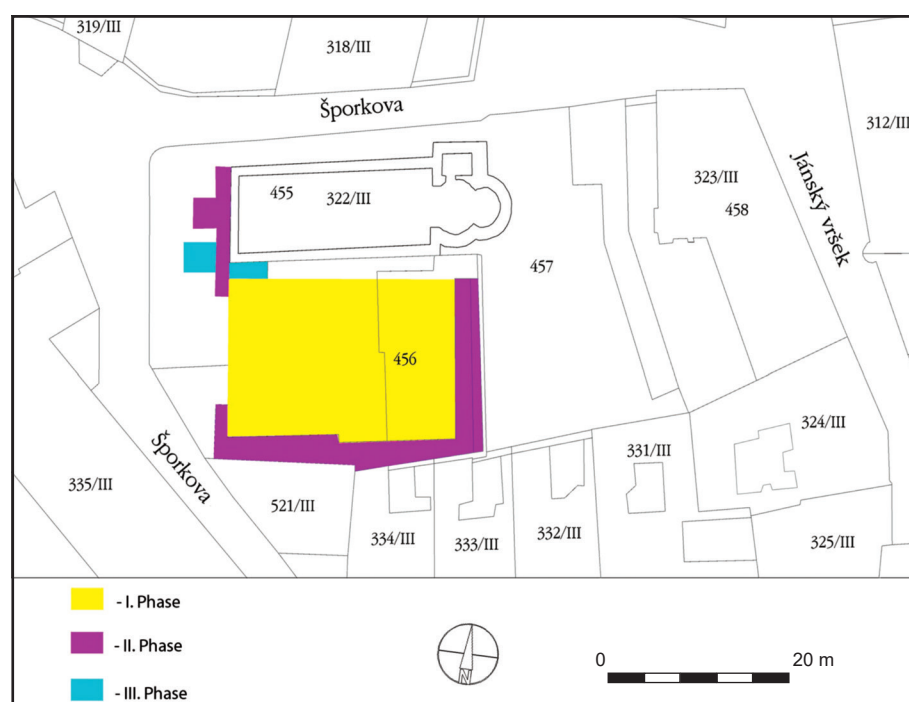 319/III
318/III
Šporkova
312/III
Jánský vršek
323/III
455
322/III
458
457
456
324/III
Šporkova
331/III
335/III
521/III
334/III
333/III
332/III
325/III
- I. Phase
- II. Phase
- III. Phase
N
0
20 m